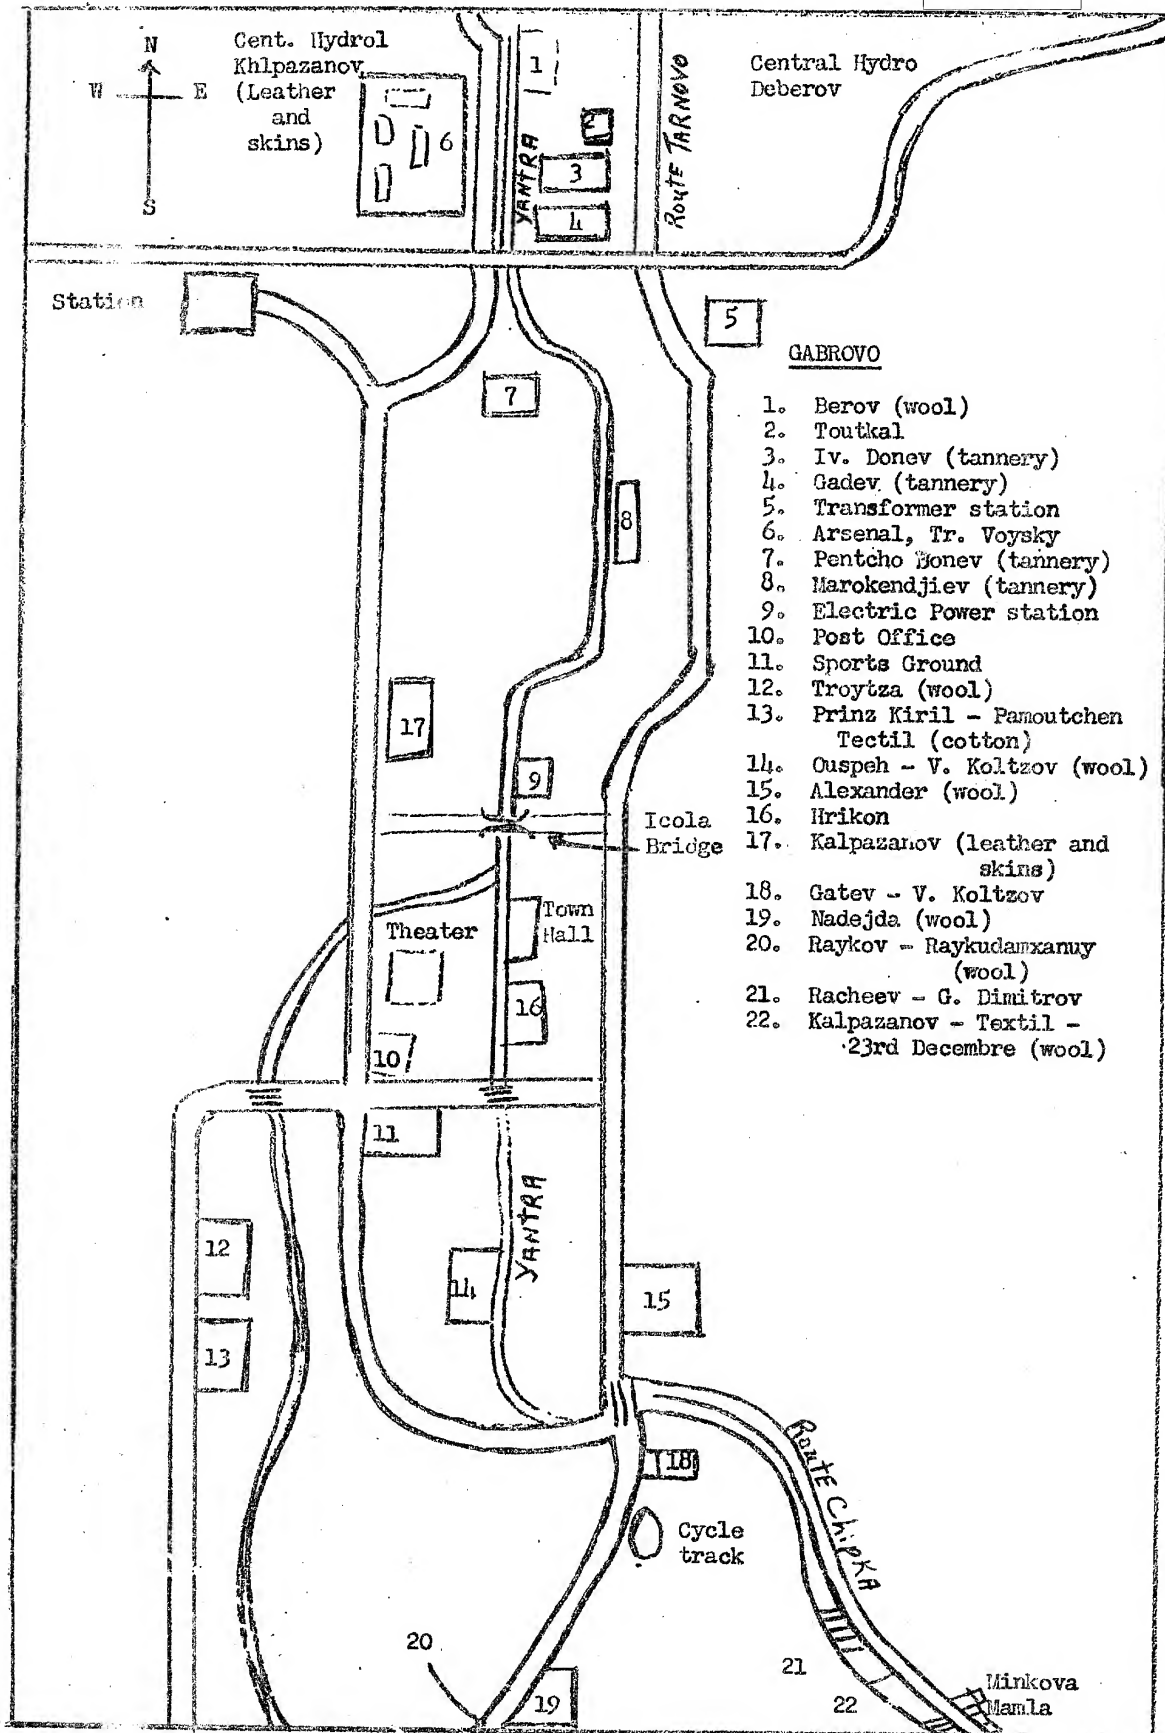 N
W E
S
Cent. Hydrol
Khlpazanov
(Leather
and
skins)
6
1
2
3
4
YANTRA
ROUTE TARNOVO
Central Hydro
Deberov
Station
5
7
8
17
9
Icola
Bridge
Town
Hall
Theater
16
10
11
12
13
14
YANTRA
15
18
Cycle
track
ROUTE ChipKA
20
19
21
22
Minkova
Mamla
GABROVO
1. Berov (wool)
2. Toutkal
3. Iv. Donev (tannery)
4. Gadev (tannery)
5. Transformer station
6. Arsenal, Tr. Voysky
7. Pentcho Donev (tannery)
8. Marokendjiev (tannery)
9. Electric Power station
10. Post Office
11. Sports Ground
12. Troytza (wool)
13. Prinz Kiril - Pamoutchen
Tectil (cotton)
14. Ouspeh - V. Koltzov (wool)
15. Alexander (wool)
16. Hrikon
17. Kalpazanov (leather and
skins)
18. Gatev - V. Koltzov
19. Nadejda (wool)
20. Raykov - Raykudamxanuy
(wool)
21. Racheev - G. Dimitrov
22. Kalpazanov - Textil -
23rd Decembre (wool)